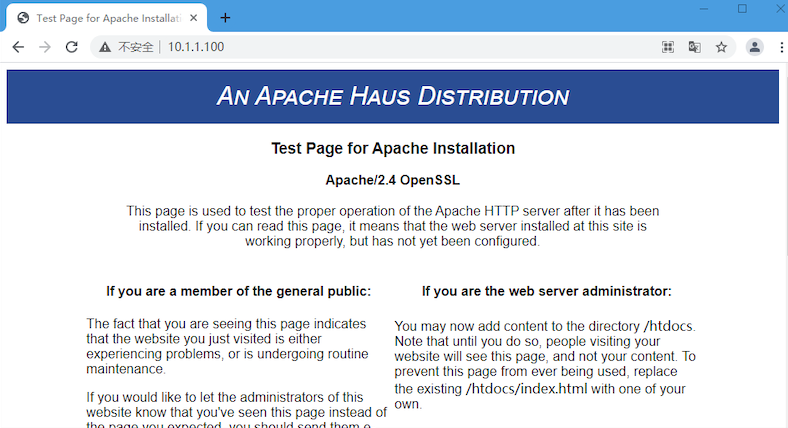 Test Page for Apache Installat
不安全
10.1.1.100
AN APACHE HAUS DISTRIBUTION
Test Page for Apache Installation
Apache/2.4 OpenSSL
This page is used to test the proper operation of the Apache HTTP server after it has been
installed. If you can read this page, it means that the web server installed at this site is
working properly, but has not yet been configured.
If you are a member of the general public:
The fact that you are seeing this page indicates
that the website you just visited is either
experiencing problems, or is undergoing routine
maintenance.
If you would like to let the administrators of this
website know that you've seen this page instead of
the page you expected, you should send them e
If you are the web server administrator:
You may now add content to the directory /htdocs.
Note that until you do so, people visiting your
website will see this page, and not your content. To
prevent this page from ever being used, replace
the existing /htdocs/index.html with one of your
own.